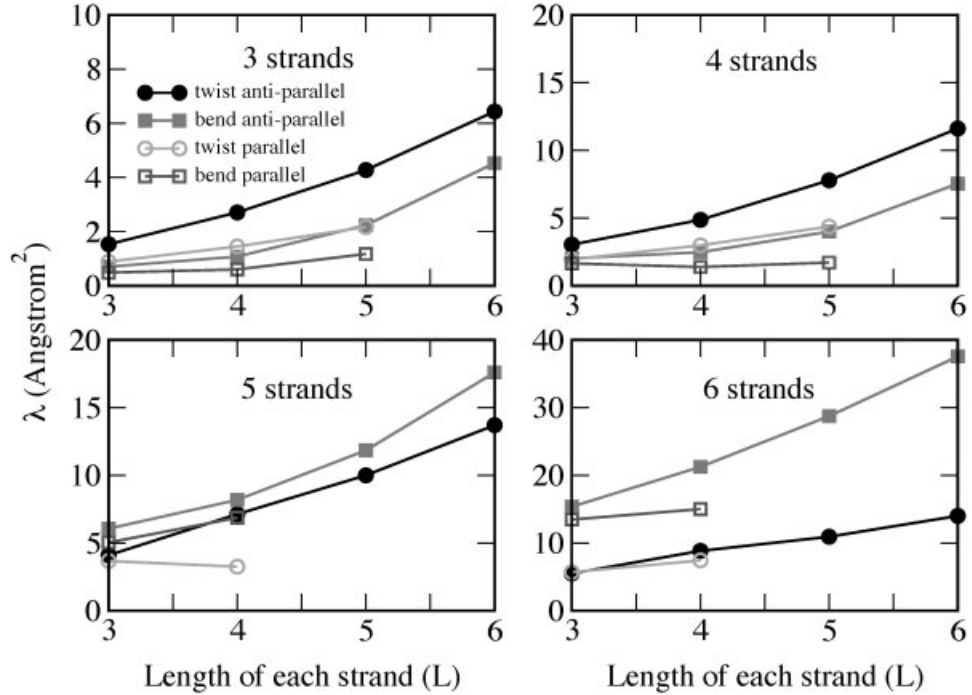 10
8
6
4
2
0
3 strands
twist anti-parallel
bend anti-parallel
twist parallel
bend parallel
3 4 5 6
20
15
10
5
0
4 strands
3 4 5 6
λ (Angstrom²)
20
15
10
5
0
5 strands
3 4 5 6
Length of each strand (L)
40
30
20
10
0
6 strands
3 4 5 6
Length of each strand (L)